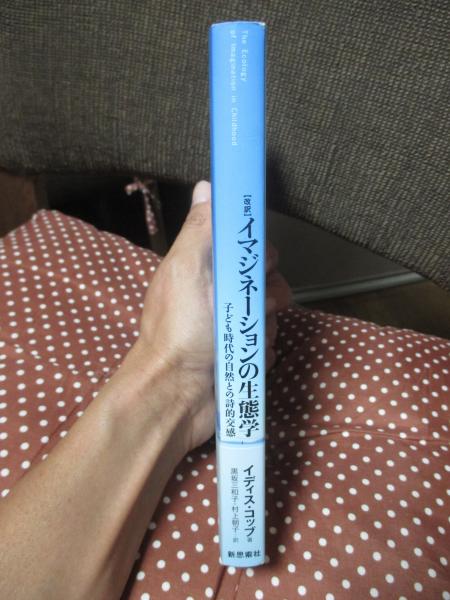 The Ecology
of Imagination in Childhood
【改訳】イマジネーションの生態学
子ども時代の自然との詩的交感
イディス・コッブ 著
黒坂三和子・村上朝子 訳
新思索社